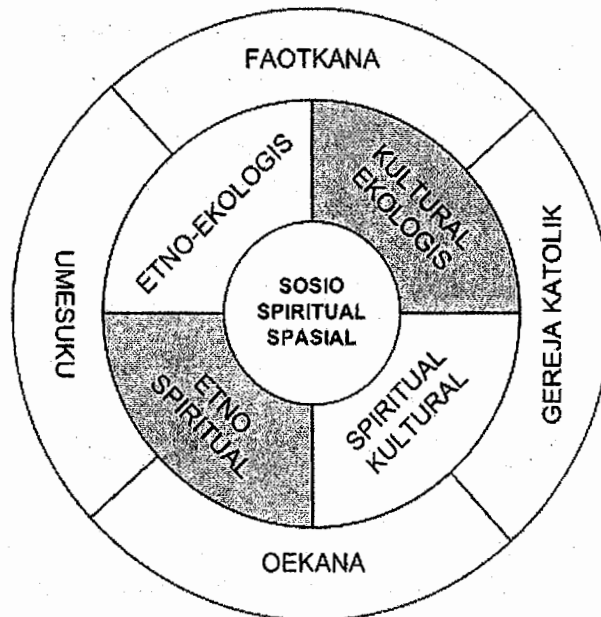 FAOTKANA
ETNO-EKOLOGIS
KULTURAL
EKOLOGIS
UMESUKU
SOSIO
SPIRITUAL
SPASIAL
GEREJA KATOLIK
ETNO
SPIRITUAL
SPIRITUAL
KULTURAL
OEKANA